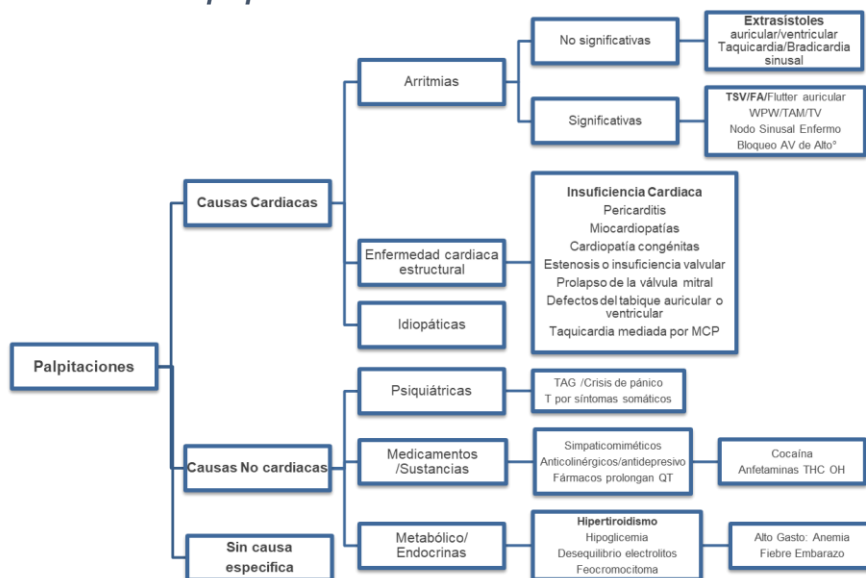 Extrasístoles
auricular/ventricular
Taquicardia/Bradicardia
sinusal
No significativas
Arritmias
TSV/FA/Flutter auricular
WPW/TAM/TV
Nodo Sinusal Enfermo
Bloqueo AV de Alto°
Significativas
Causas Cardiacas
Insuficiencia Cardiaca
Pericarditis
Miocardiopatías
Cardiopatía congénitas
Estenosis o insuficiencia valvular
Prolapso de la válvula mitral
Defectos del tabique auricular o
ventricular
Taquicardia mediada por MCP
Enfermedad cardiaca
estructural
Idiopáticas
Palpitaciones
Psiquiátricas
TAG /Crisis de pánico
T por síntomas somáticos
Causas No cardiacas
Medicamentos
/Sustancias
Simpaticomiméticos
Anticolinérgicos/antidepresivo
Fármacos prolongan QT
Cocaína
Anfetaminas THC OH
Metabólico/
Endocrinas
Hipertiroidismo
Hipoglicemia
Desequilibrio electrolitos
Feocromocitoma
Alto Gasto: Anemia
Fiebre Embarazo
Sin causa
especifica